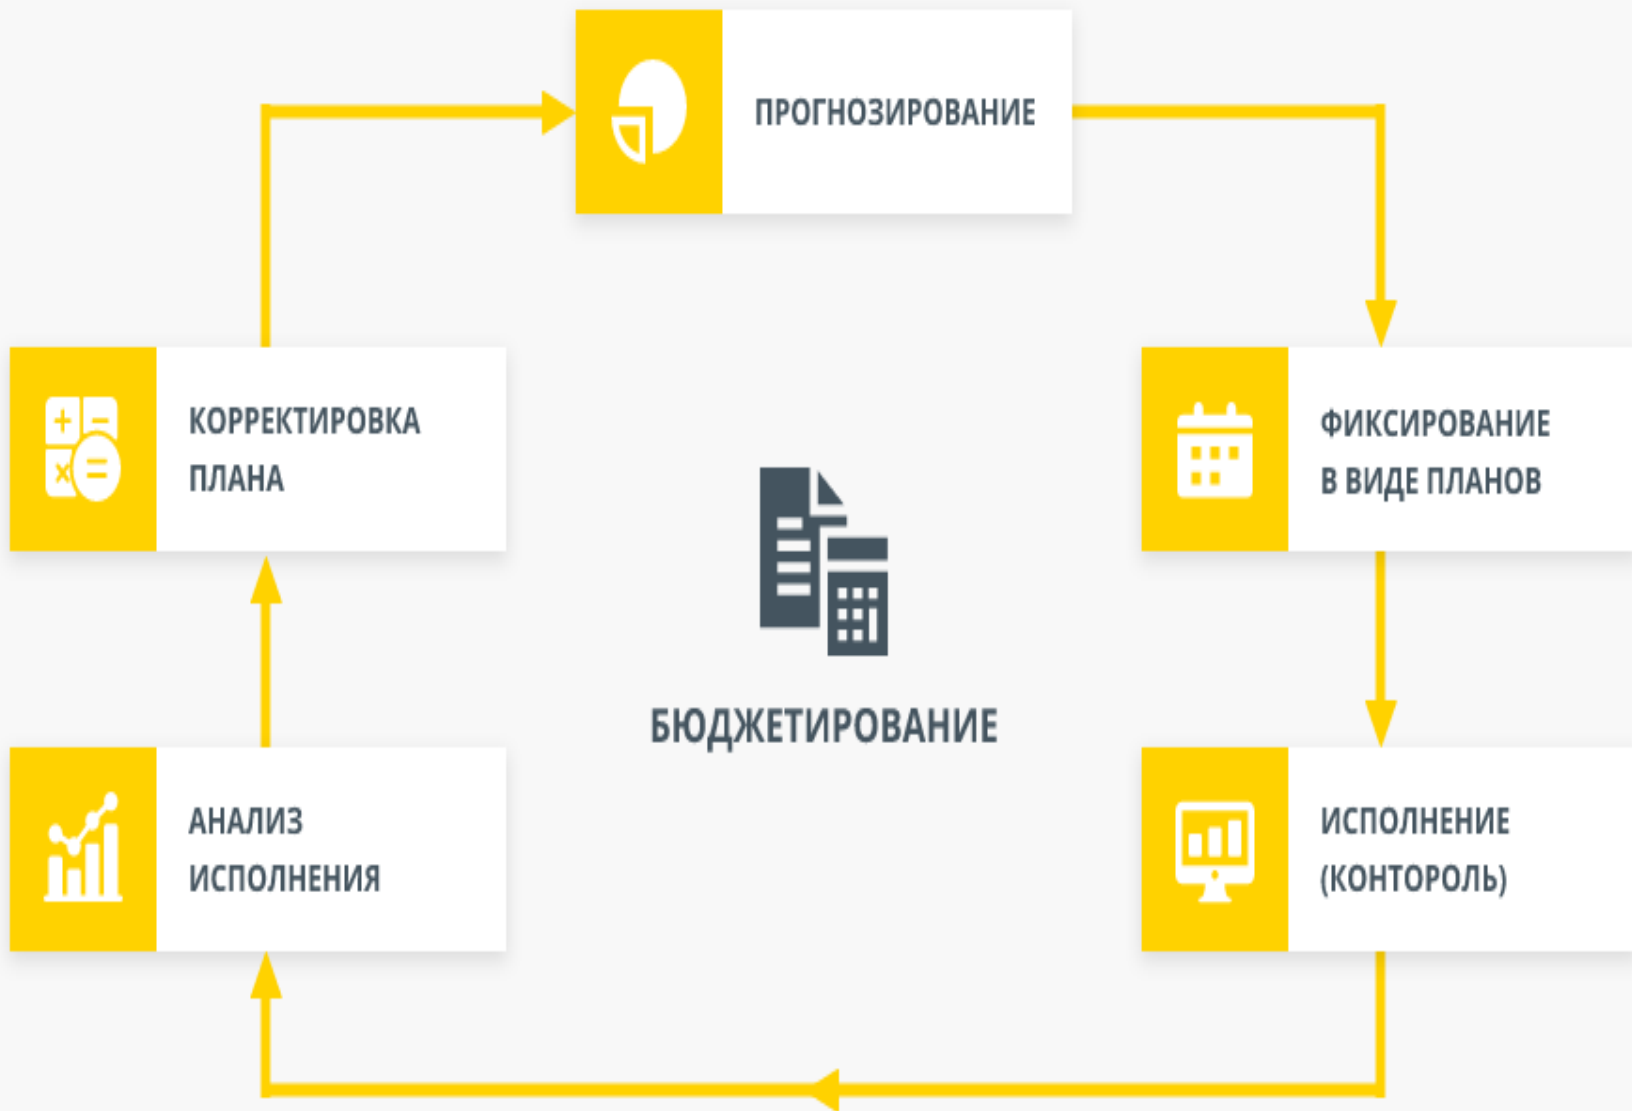 ПРОГНОЗИРОВАНИЕ
КОРРЕКТИРОВКА
ПЛАНА
ФИКСИРОВАНИЕ
В ВИДЕ ПЛАНОВ
БЮДЖЕТИРОВАНИЕ
АНАЛИЗ
ИСПОЛНЕНИЯ
ИСПОЛНЕНИЕ
(КОНТОРОЛЬ)